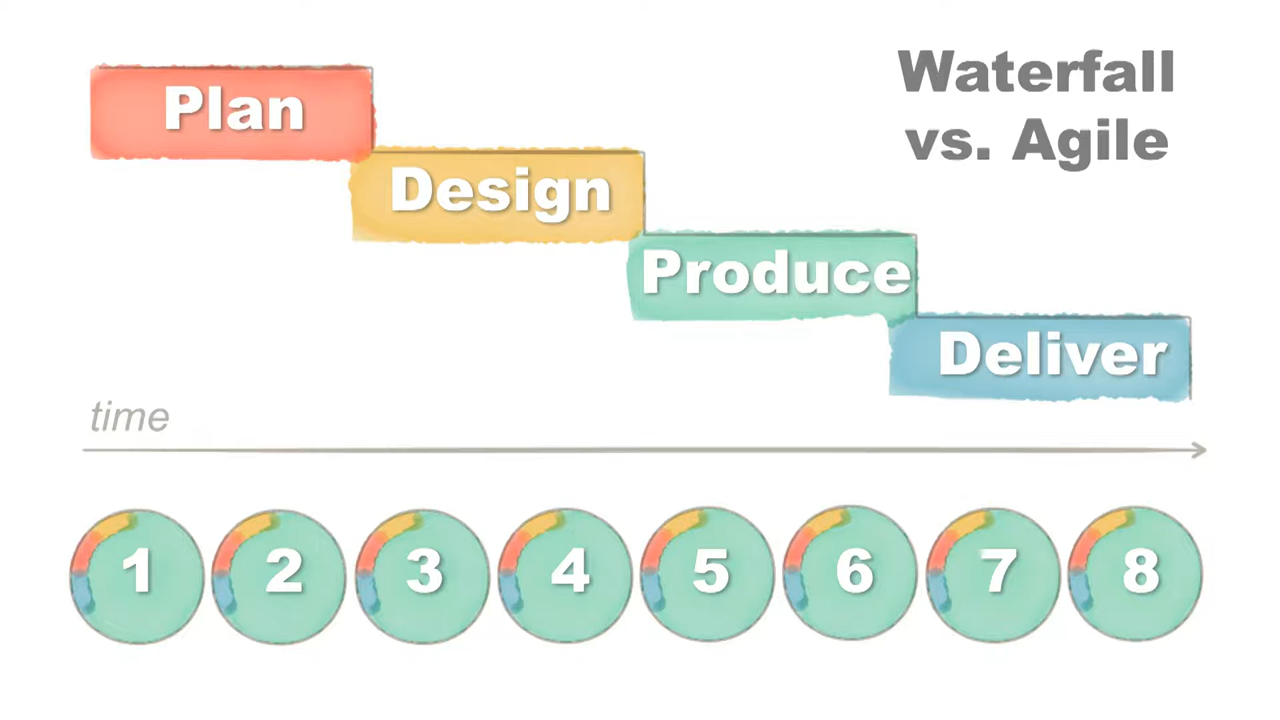 Waterfall
vs. Agile
Plan
Design
Produce
Deliver
time
1 2 3 4 5 6 7 8